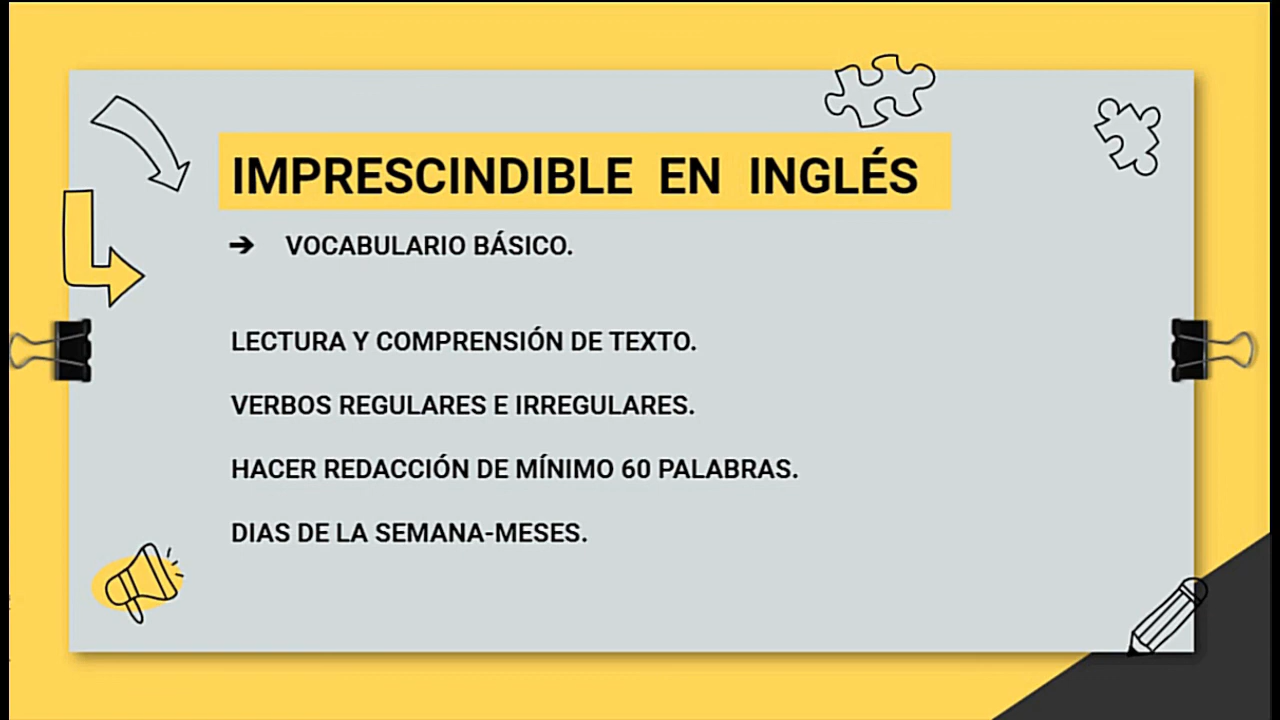 IMPRESCINDIBLE EN INGLÉS
➔ VOCABULARIO BÁSICO.
LECTURA Y COMPRENSIÓN DE TEXTO.
VERBOS REGULARES E IRREGULARES.
HACER REDACCIÓN DE MÍNIMO 60 PALABRAS.
DIAS DE LA SEMANA-MESES.